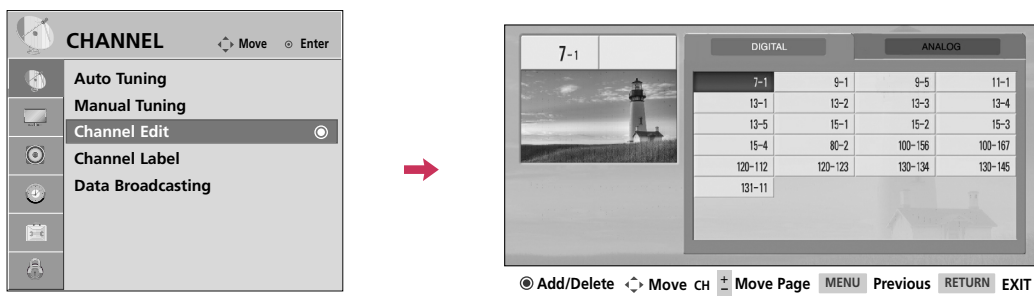 CHANNEL Move Enter
Auto Tuning
Manual Tuning
Channel Edit
Channel Label
Data Broadcasting
7-1
DIGITAL ANALOG
7-1 9-1 9-5 11-1
13-1 13-2 13-3 13-4
13-5 15-1 15-2 15-3
15-4 80-2 100-156 100-167
120-112 120-123 130-134 130-145
131-11
Add/Delete Move CH + - Move Page MENU Previous RETURN EXIT